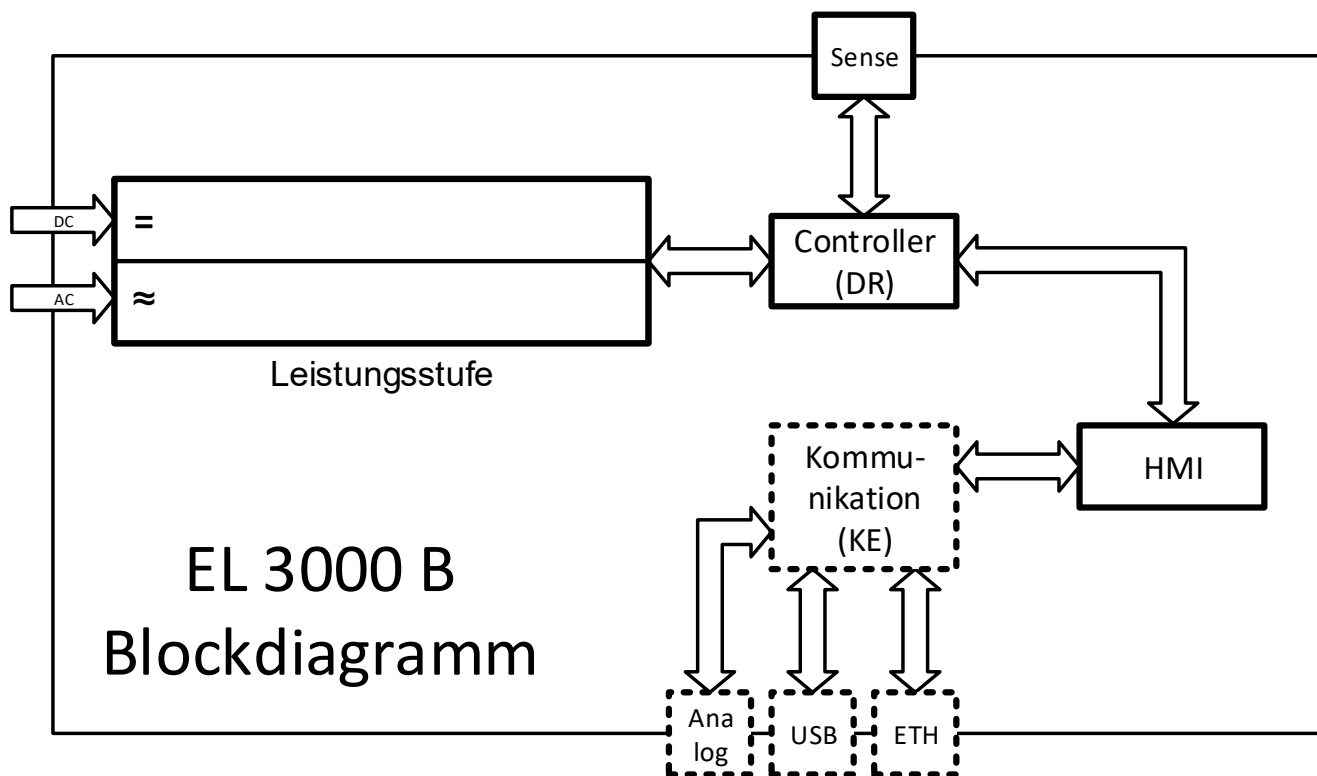 Sense
DC
=
Controller
(DR)
AC
≈
Leistungsstufe
Kommu-
nikation
(KE)
HMI
EL 3000 B
Blockdiagramm
Ana
log
USB
ETH